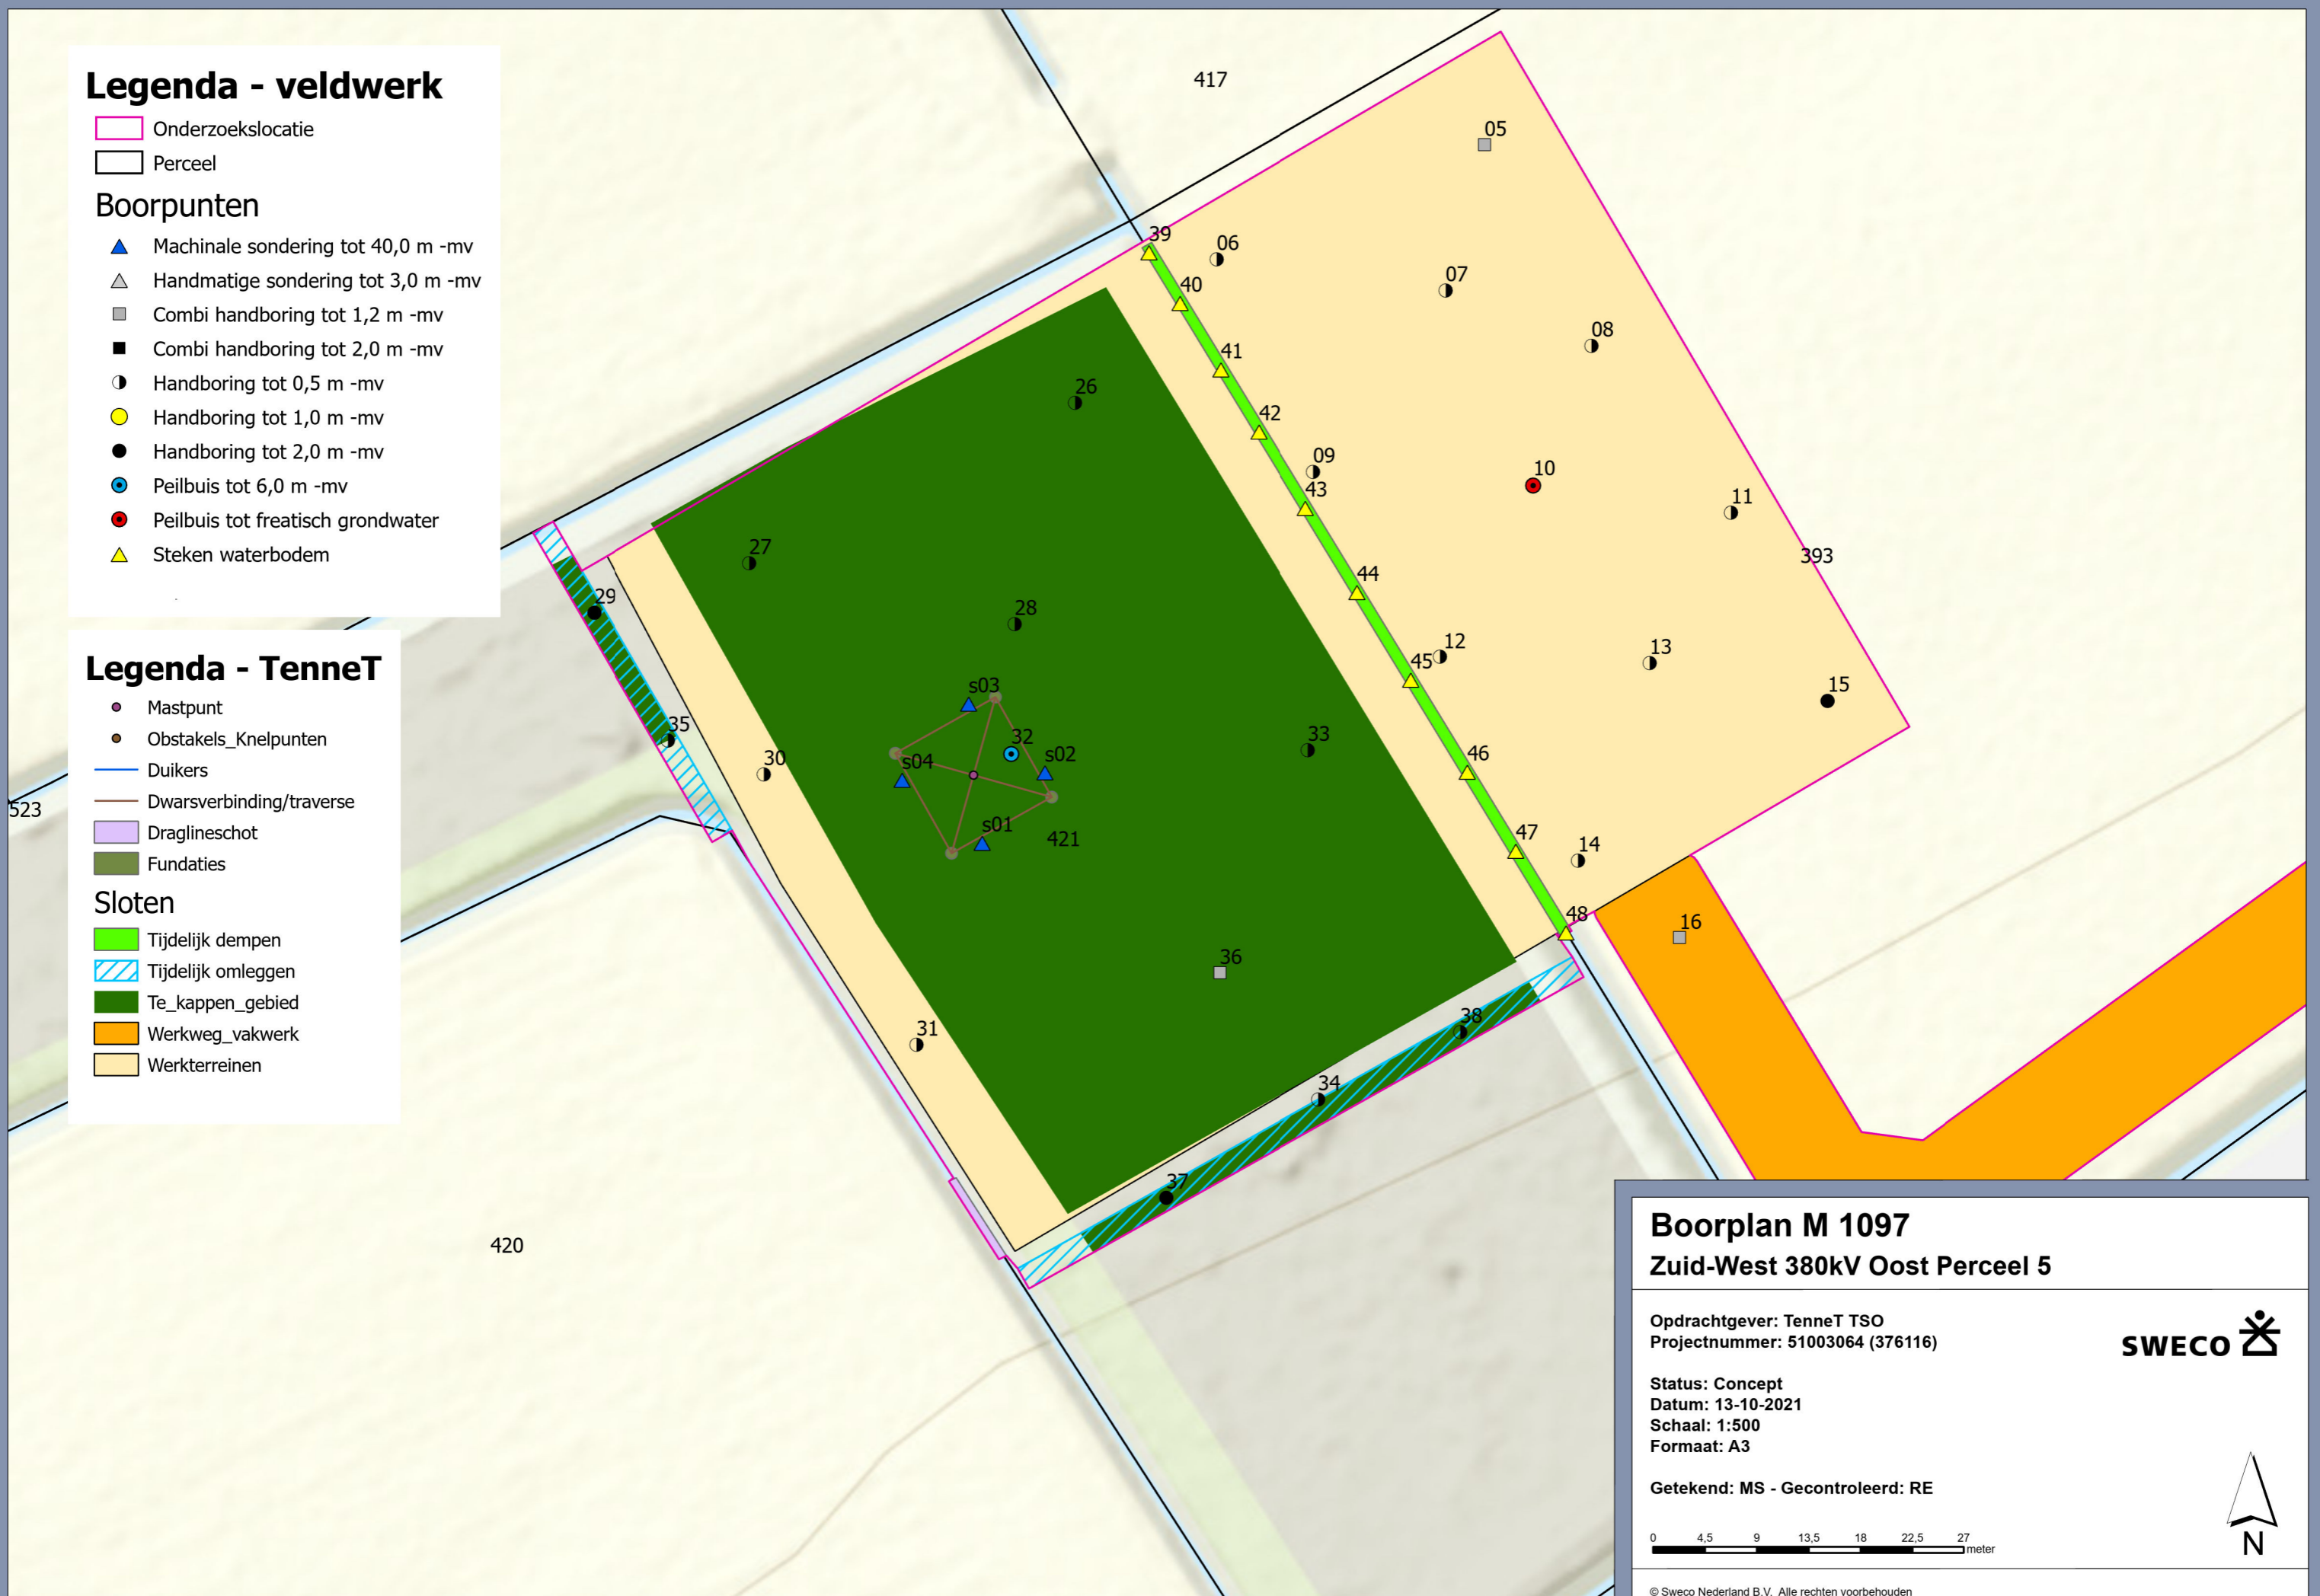 Legenda - veldwerk
Onderzoekslocatie
Perceel
Boorpunten
Machinale sondering tot 40,0 m -mv
Handmatige sondering tot 3,0 m -mv
Combi handboring tot 1,2 m -mv
Combi handboring tot 2,0 m -mv
Handboring tot 0,5 m -mv
Handboring tot 1,0 m -mv
Handboring tot 2,0 m -mv
Peilbuis tot 6,0 m -mv
Peilbuis tot freatisch grondwater
Steken waterbodem
Legenda - TenneT
Mastpunt
Obstakels_Knelpunten
Duikers
Dwarsverbinding/traverse
Draglineschot
Fundaties
Sloten
Tijdelijk dempen
Tijdelijk omleggen
Te_kappen_gebied
Werkweg_vakwerk
Werkterreinen
417
05
39
06
40
07
08
41
26
42
09
43
10
11
27
44
393
29
28
12
45
13
s03
15
35
32
33
30
s04
s02
46
523
s01
421
47
14
48
16
36
31
38
34
37
420
Boorplan M 1097
Zuid-West 380kV Oost Perceel 5
Opdrachtgever: TenneT TSO
Projectnummer: 51003064 (376116)
SWECO
Status: Concept
Datum: 13-10-2021
Schaal: 1:500
Formaat: A3
Getekend: MS - Gecontroleerd: RE
0 4,5 9 13,5 18 22,5 27
meter
N
© Sweco Nederland B.V. Alle rechten voorbehouden